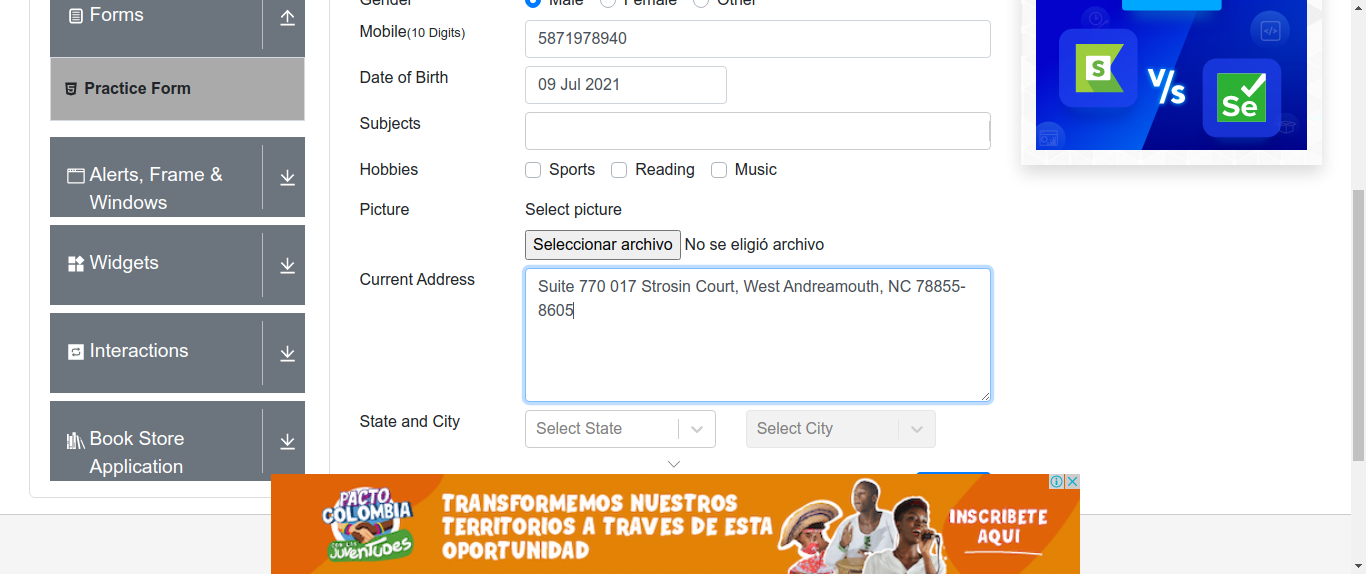 Forms
Practice Form
Alerts, Frame &
Windows
Widgets
Interactions
Book Store
Application
Gender
Male Female Other
Mobile(10 Digits)
5871978940
Date of Birth
09 Jul 2021
Subjects
Hobbies
Sports Reading Music
Picture
Select picture
Seleccionar archivo No se eligió archivo
Current Address
Suite 770 017 Strosin Court, West Andreamouth, NC 78855-
8605
State and City
Select State
Select City
S
V/s
Se
PACTO
COLOMBIA
CON LAS
JUVENTUDES
TRANSFORMEMOS NUESTROS
TERRITORIOS A TRAVES DE ESTA
OPORTUNIDAD
INSCRIBETE
AQUI